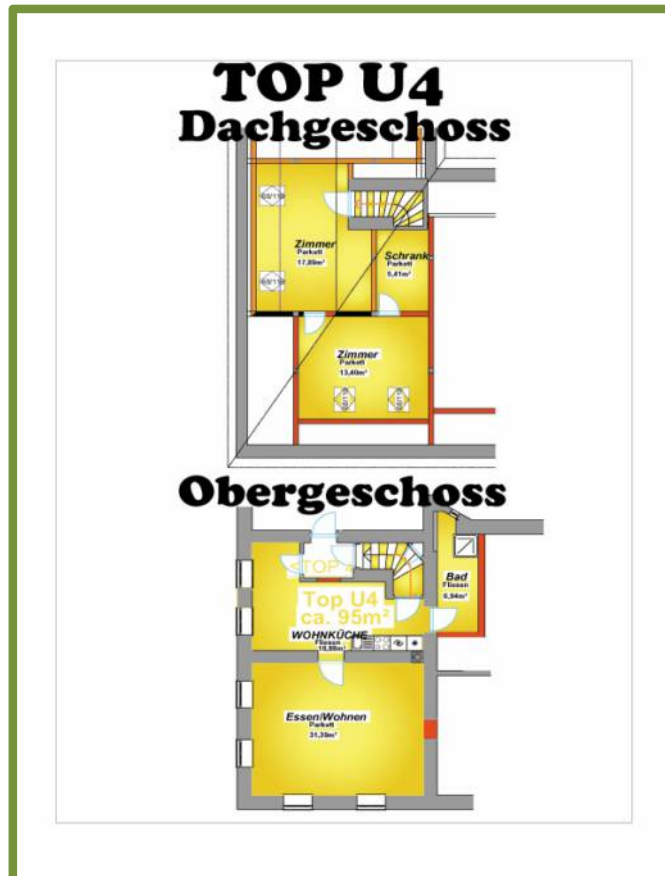 TOP U4
Dachgeschoss
Zimmer
Parkett
17,89m²
Schrank
Parkett
5,41m²
Zimmer
Parkett
13,40m²
Obergeschoss
Bad
Fliesen
6,94m²
Top U4
ca. 95m²
WOHNKÜCHE
Fliesen
Essen/Wohnen
Parkett
31,39m²